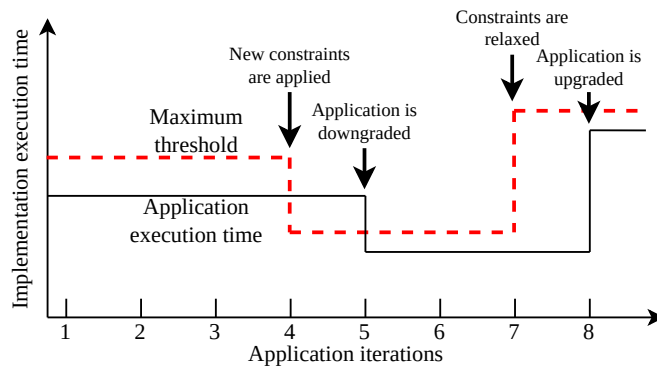 Constraints are
relaxed
New constraints
are applied
Application is
upgraded
Application is
downgraded
Maximum
threshold
Application
execution time
Implementation execution time
1 2 3 4 5 6 7 8
Application iterations